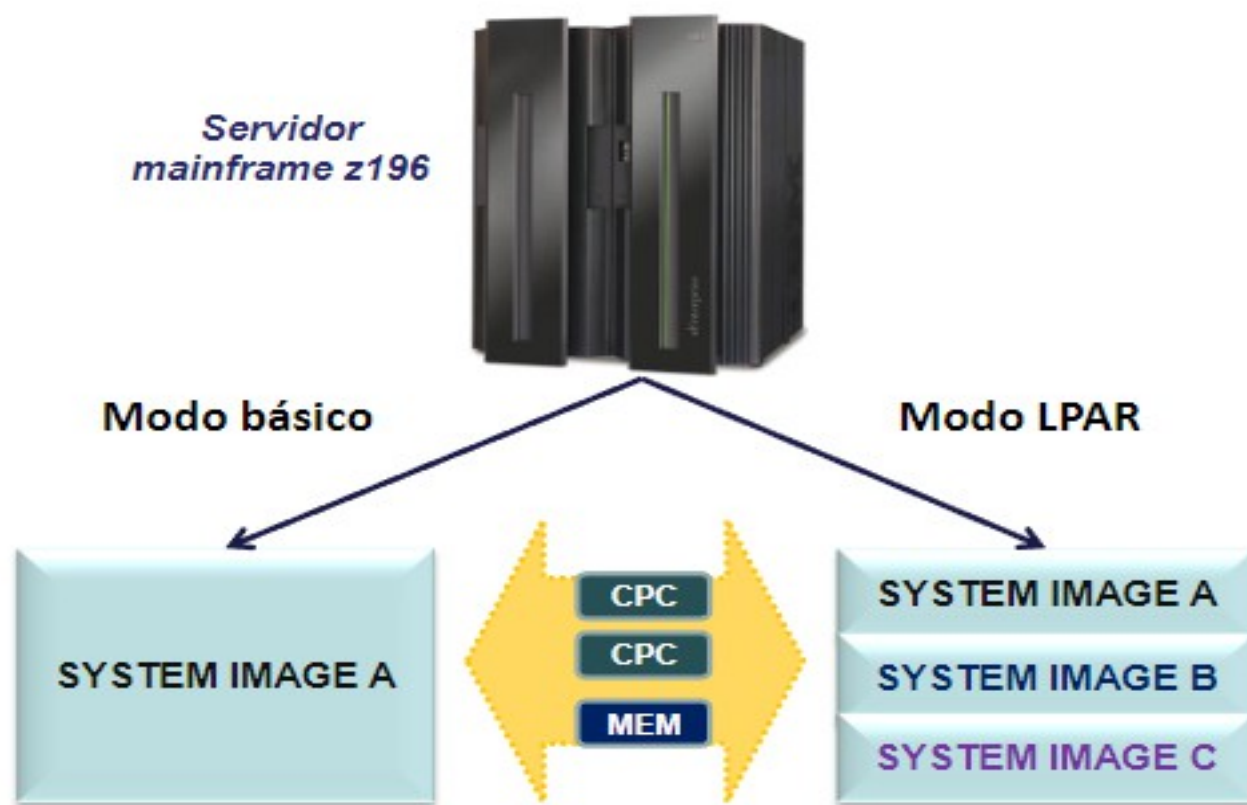 Servidor
mainframe z196
Modo básico
Modo LPAR
SYSTEM IMAGE A
CPC
CPC
MEM
SYSTEM IMAGE A
SYSTEM IMAGE B
SYSTEM IMAGE C